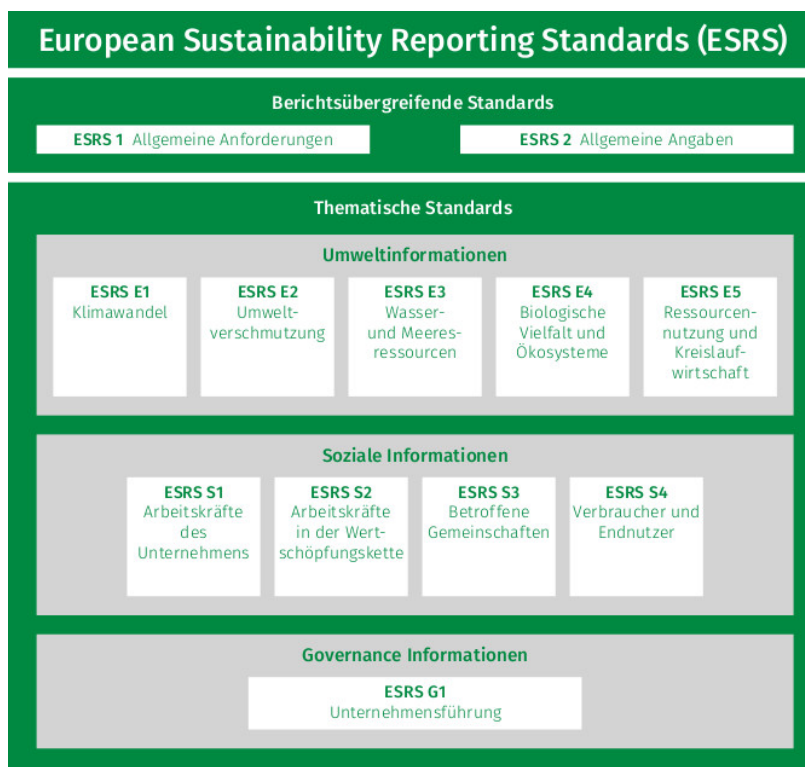 European Sustainability Reporting Standards (ESRS)
Berichtsübergreifende Standards
ESRS 1 Allgemeine Anforderungen
ESRS 2 Allgemeine Angaben
Thematische Standards
Umweltinformationen
ESRS E1
Klimawandel
ESRS E2
Umwelt-
verschmutzung
ESRS E3
Wasser-
und Meeres-
ressourcen
ESRS E4
Biologische
Vielfalt und
Ökosysteme
ESRS E5
Ressourcen-
nutzung und
Kreislauf-
wirtschaft
Soziale Informationen
ESRS S1
Arbeitskräfte
des
Unternehmens
ESRS S2
Arbeitskräfte
in der Wert-
schöpfungskette
ESRS S3
Betroffene
Gemeinschaften
ESRS S4
Verbraucher und
Endnutzer
Governance Informationen
ESRS G1
Unternehmensführung